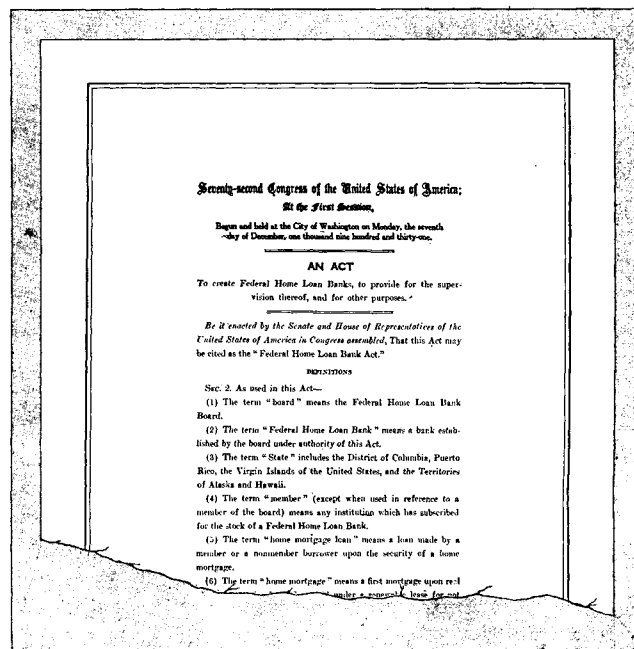 Seventy-second Congress of the United States of America;
At the First Session,
Begun and held at the City of Washington on Monday, the seventh
day of December, one thousand nine hundred and thirty-one.
AN ACT
To create Federal Home Loan Banks, to provide for the super-
vision thereof, and for other purposes.
Be it enacted by the Senate and House of Representatives of the
United States of America in Congress assembled, That this Act may
be cited as the "Federal Home Loan Bank Act."
DEFINITIONS
Sec. 2. As used in this Act—
(1) The term "board" means the Federal Home Loan Bank
Board.
(2) The term "Federal Home Loan Bank" means a bank estab-
lished by the board under authority of this Act.
(3) The term "State" includes the District of Columbia, Puerto
Rico, the Virgin Islands of the United States, and the Territories
of Alaska and Hawaii.
(4) The term "member" (except when used in reference to a
member of the board) means any institution which has subscribed
for the stock of a Federal Home Loan Bank.
(5) The term "home mortgage loan" means a loan made by a
member or a nonmember borrower upon the security of a home
mortgage.
(6) The term "home mortgage" means a first mortgage upon real
under a renewable lease for not